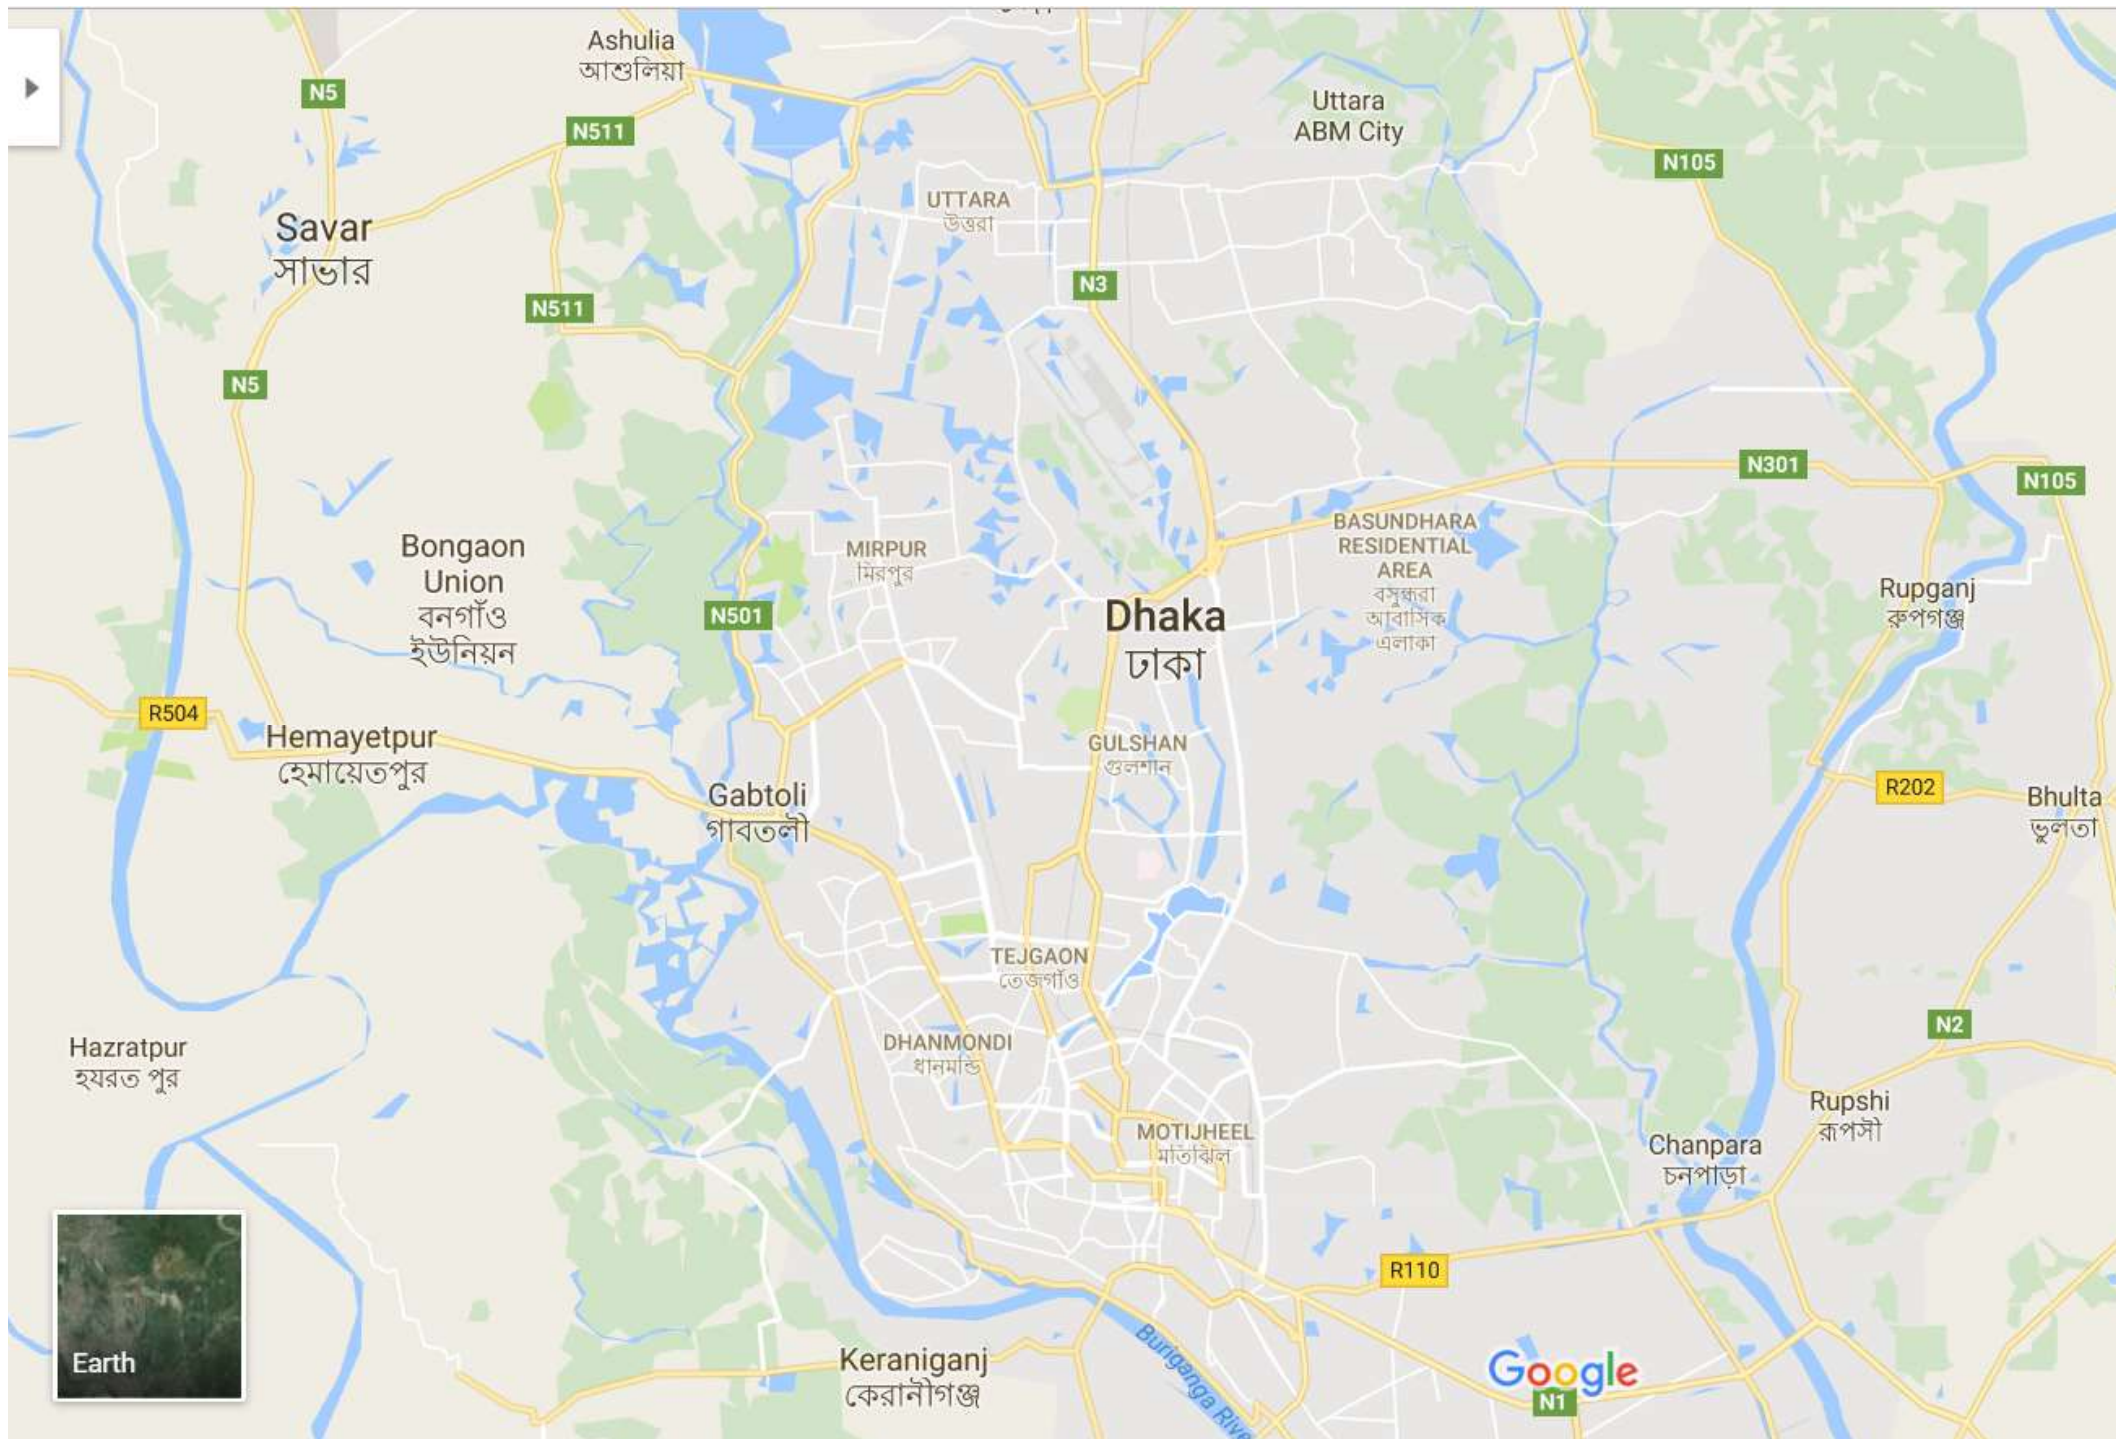 Ashulia
আশুলিয়া
N5
N511
Uttara
ABM City
N105
UTTARA
উত্তরা
Savar
সাভার
N511
N3
N5
N301
N105
BASUNDHARA
RESIDENTIAL
AREA
বসুন্ধরা
আবাসিক
এলাকা
Bongaon
Union
বনগাঁও
ইউনিয়ন
MIRPUR
মিরপুর
N501
Dhaka
ঢাকা
Rupganj
রুপগঞ্জ
R504
Hemayetpur
হেমায়েতপুর
GULSHAN
গুলশান
Gabtoli
গাবতলী
R202
Bhulta
ভুলতা
TEJGAON
তেজগাঁও
N2
DHANMONDI
ধানমন্ডি
Hazratpur
হযরত পুর
Rupshi
রূপসী
MOTIJHEEL
মতিঝিল
Chanpara
চনপাড়া
R110
Earth
Keraniganj
কেরানীগঞ্জ
Buriganga River
Google
N1